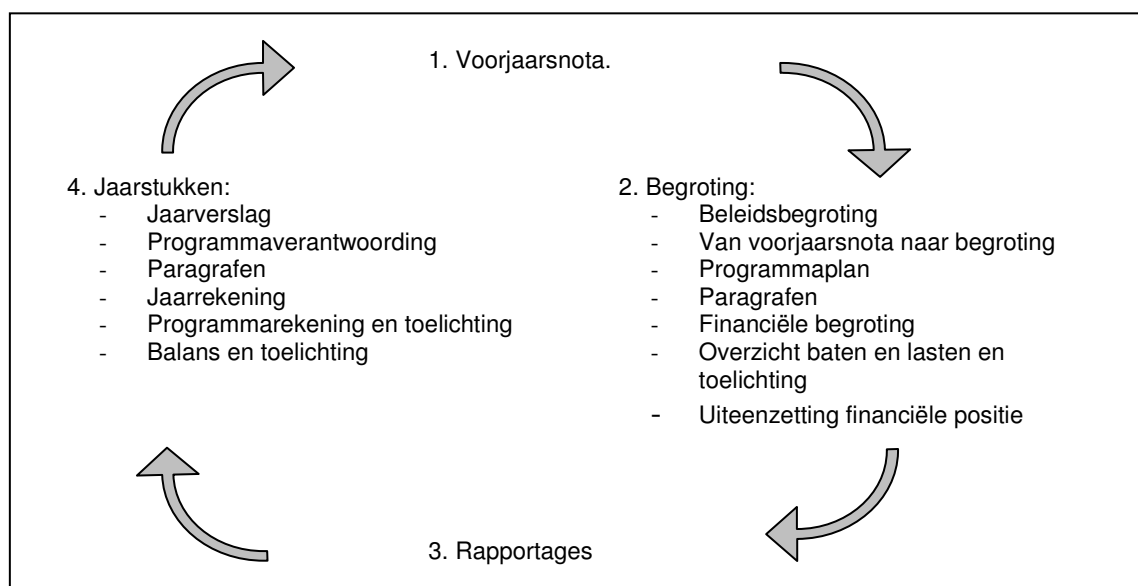 1. Voorjaarsnota.
2. Begroting:
- Beleidsbegroting
- Van voorjaarsnota naar begroting
- Programmaplan
- Paragrafen
- Financiële begroting
- Overzicht baten en lasten en
toelichting
- Uiteenzetting financiële positie
3. Rapportages
4. Jaarstukken:
- Jaarverslag
- Programmaverantwoording
- Paragrafen
- Jaarrekening
- Programmarekening en toelichting
- Balans en toelichting